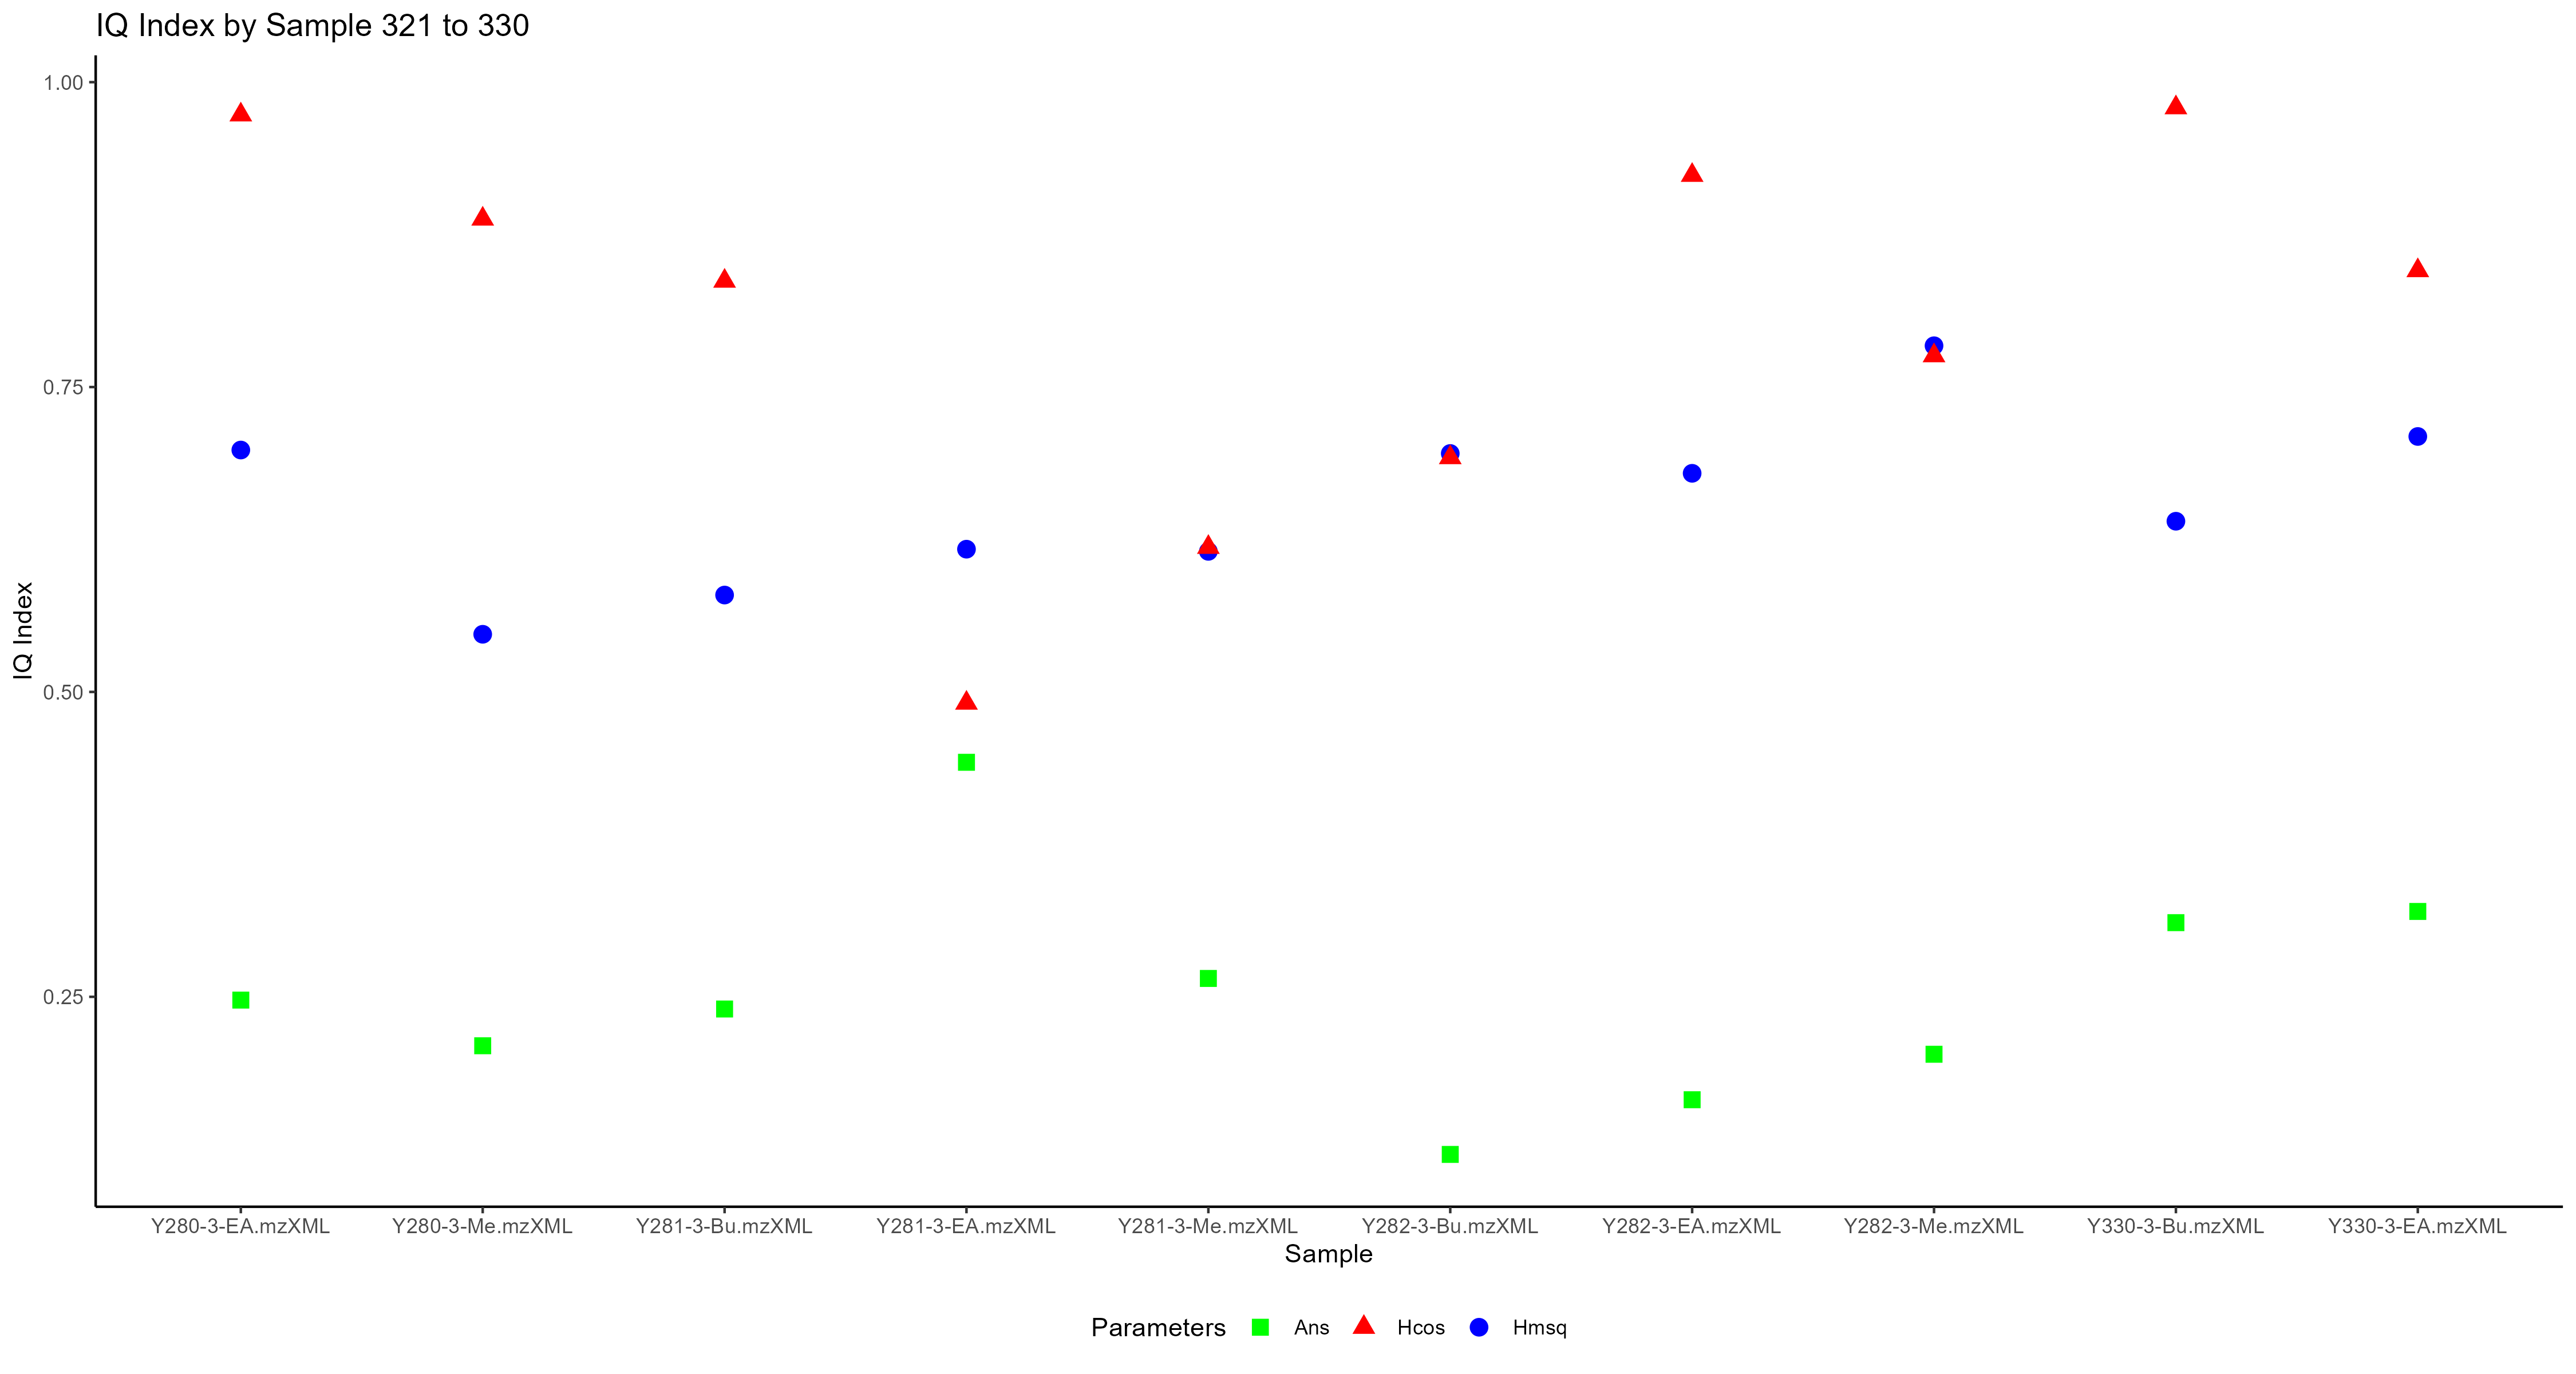 IQ Index by Sample 321 to 330
1.00
0.75
0.50
0.25
IQ Index
Y280-3-EA.mzXML Y280-3-Me.mzXML Y281-3-Bu.mzXML Y281-3-EA.mzXML Y281-3-Me.mzXML Y282-3-Bu.mzXML Y282-3-EA.mzXML Y282-3-Me.mzXML Y330-3-Bu.mzXML Y330-3-EA.mzXML
Sample
Parameters Ans Hcos Hmsq